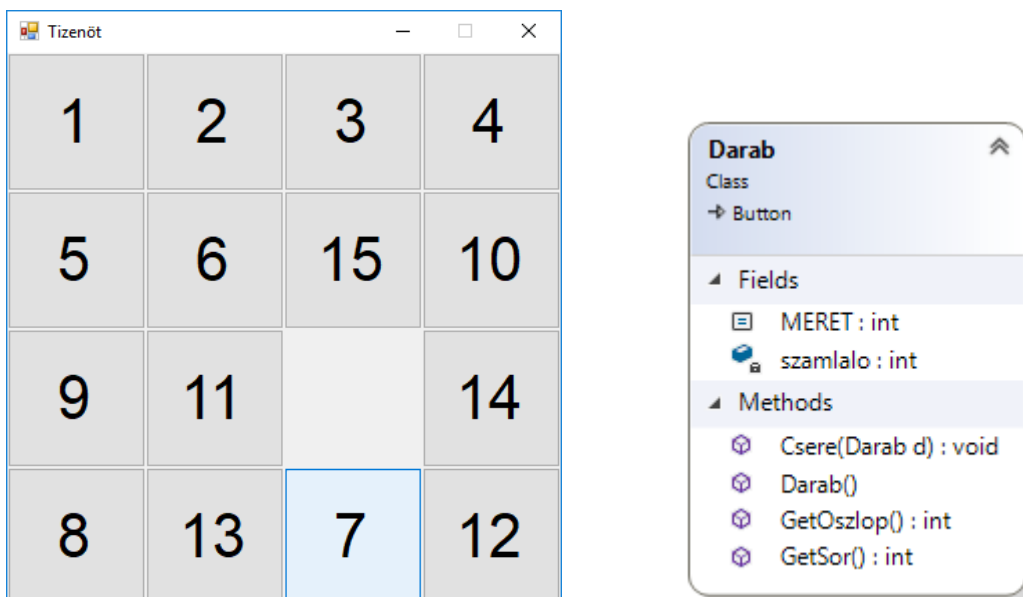 Tizenöt
1 2 3 4
5 6 15 10
9 11 14
8 13 7 12
Darab
Class
Button
Fields
MERET : int
szamlalo : int
Methods
Csere(Darab d) : void
Darab()
GetOszlop() : int
GetSor() : int